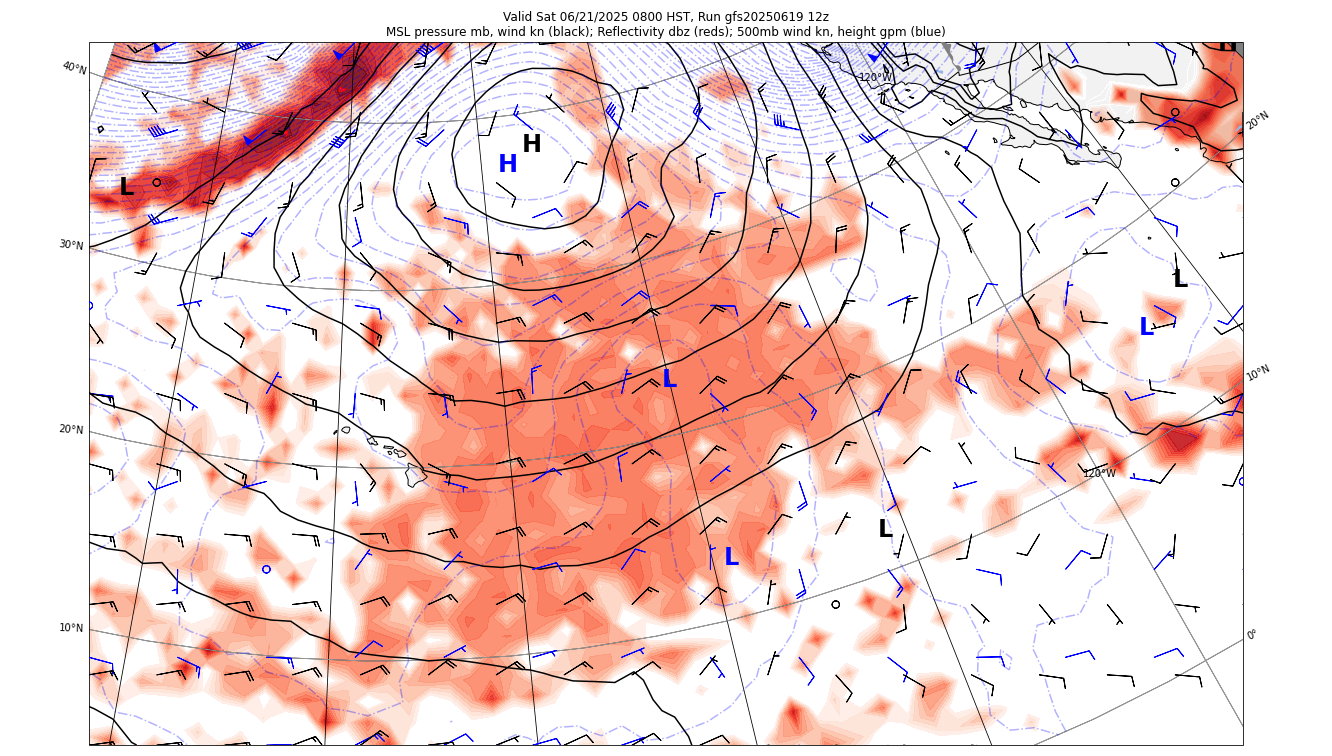 Valid Sat 06/21/2025 0800 HST, Run gfs20250619 12z
MSL pressure mb, wind kn (black); Reflectivity dbz (reds); 500mb wind kn, height gpm (blue)
H
40°N
120°W
20°N
H
H
L
30°N
L
L
10°N
L
20°N
120°W
L
L
10°N
0°